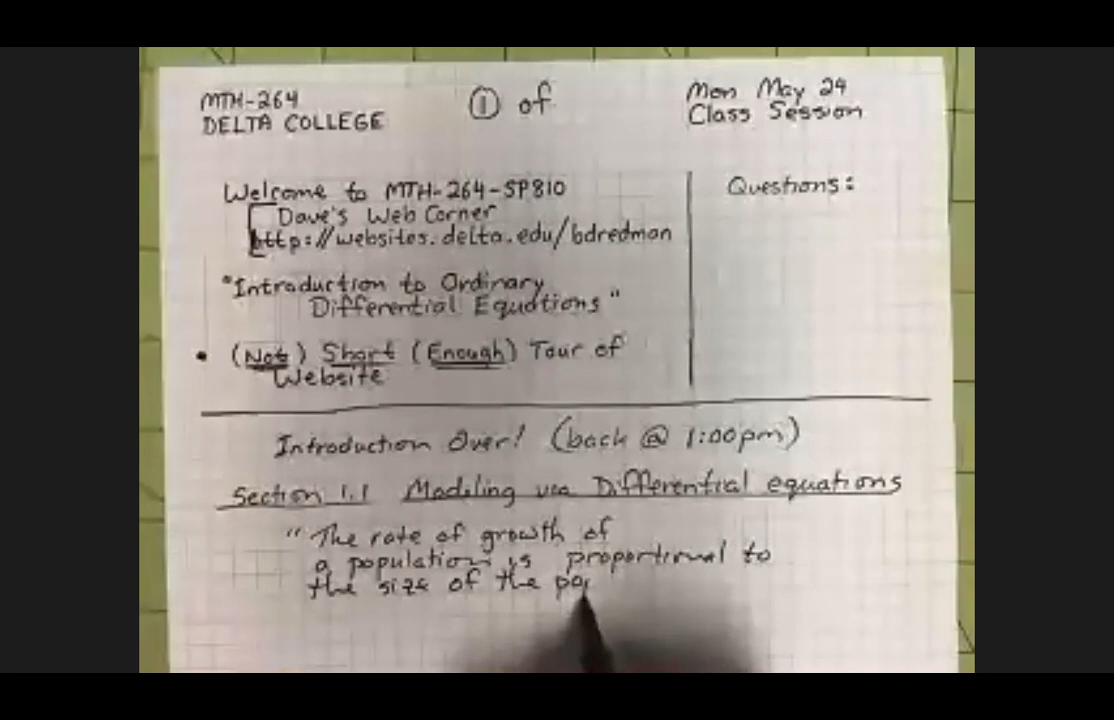 MTH-264
DELTA COLLEGE
① of
Mon May 24
Class Session
Welcome to MTH-264-SP810
Dave's Web Corner
http://websites.delta.edu/bdredman
"Introduction to Ordinary
Differential Equations"
• (Not) Short (Enough) Tour of
Website
Questions:
Introduction Over! (back @ 1:00pm)
Section 1.1 Modeling via Differential equations
"The rate of growth of
a population is proportional to
the size of the po